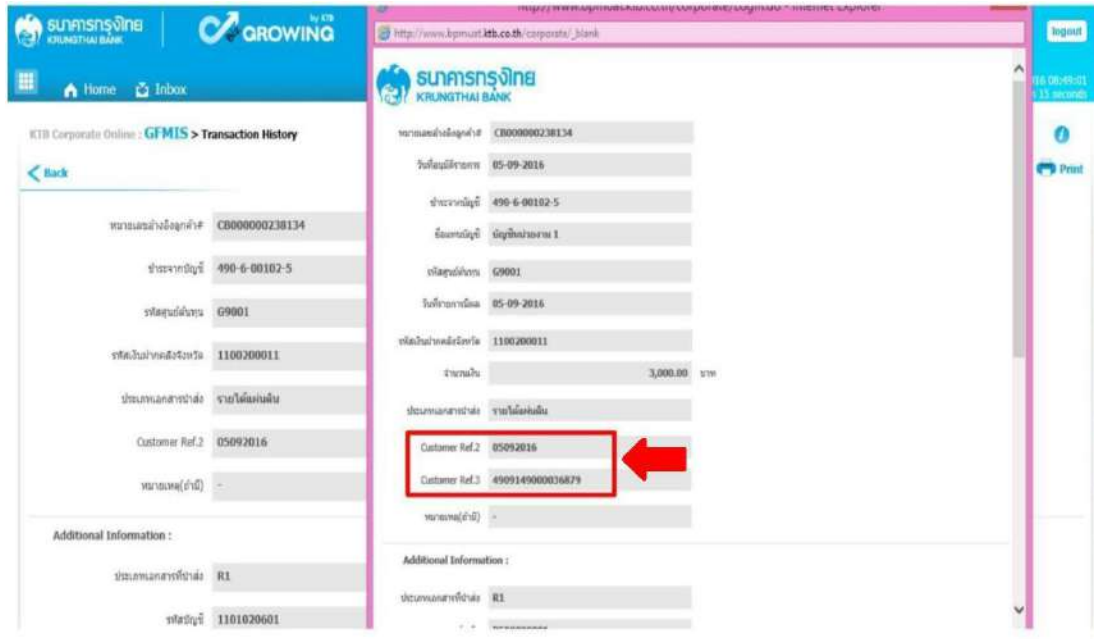 ธนาคารกรุงไทย
KRUNGTHAI BANK
by KTB
GROWING
Home Inbox
KTB Corporate Online : GFMIS > Transaction History
Back
หมายเลขอ้างอิงลูกค้า# CB000000238134
ชำระจากบัญชี 490-6-00102-5
รหัสศูนย์ต้นทุน G9001
รหัสเงินฝากคลังจังหวัด 1100200011
ประเภทเอกสารนำส่ง รายได้แผ่นดิน
Customer Ref.2 05092016
หมายเหตุ(ถ้ามี) -
Additional Information :
ประเภทเอกสารที่นำส่ง R1
รหัสบัญชี 1101020601
Internet Explorer
ktb.co.th/corporate/_blank
ธนาคารกรุงไทย
KRUNGTHAI BANK
หมายเลขอ้างอิงลูกค้า# CB000000238134
วันที่อนุมัติรายการ 05-09-2016
ชำระจากบัญชี 490-6-00102-5
ชื่อแทนบัญชี บัญชีหน่วยงาน 1
รหัสศูนย์ต้นทุน G9001
วันที่รายการมีผล 05-09-2016
รหัสเงินฝากคลังจังหวัด 1100200011
จำนวนเงิน 3,000.00 บาท
ประเภทเอกสารนำส่ง รายได้แผ่นดิน
Customer Ref.2 05092016
Customer Ref.3 4909149000036879
หมายเหตุ(ถ้ามี) -
Additional Information :
ประเภทเอกสารที่นำส่ง R1
logout
016 08:49:01
15 seconds
Print